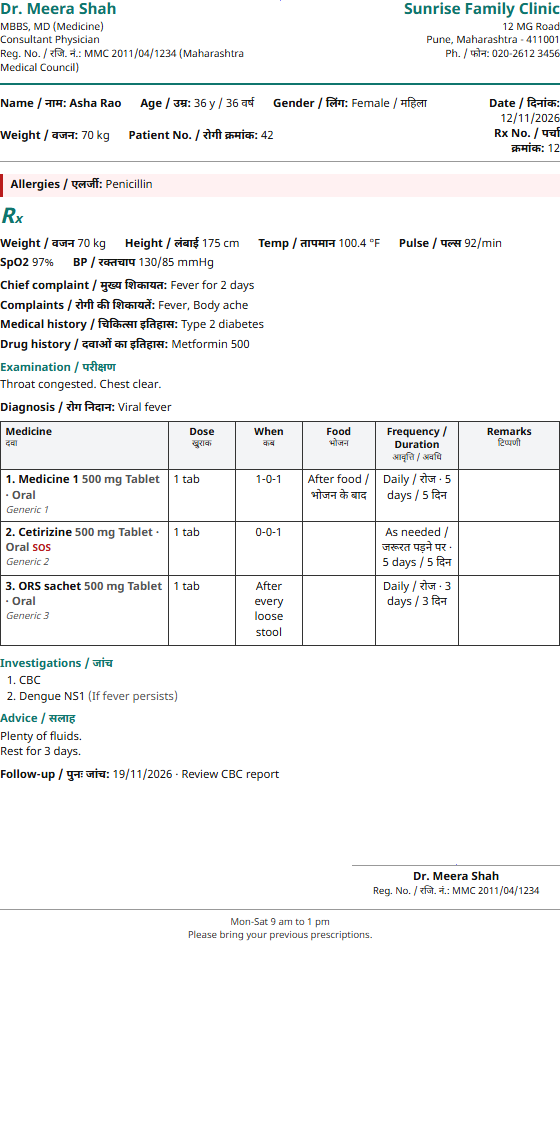 Dr. Meera Shah
MBBS, MD (Medicine)
Consultant Physician
Reg. No. / रजि. नं.: MMC 2011/04/1234 (Maharashtra
Medical Council)
Sunrise Family Clinic
12 MG Road
Pune, Maharashtra - 411001
Ph. / फोन: 020-2612 3456
Name / नाम: Asha Rao Age / उम्र: 36 y / 36 वर्ष Gender / लिंग: Female / महिला
Weight / वजन: 70 kg Patient No. / रोगी क्रमांक: 42
Date / दिनांक:
12/11/2026
Rx No. / पर्चा
क्रमांक: 12
Allergies / एलर्जी: Penicillin
Rx
Weight / वजन 70 kg Height / लंबाई 175 cm Temp / तापमान 100.4 °F Pulse / पल्स 92/min
SpO2 97% BP / रक्तचाप 130/85 mmHg
Chief complaint / मुख्य शिकायत: Fever for 2 days
Complaints / रोगी की शिकायतें: Fever, Body ache
Medical history / चिकित्सा इतिहास: Type 2 diabetes
Drug history / दवाओं का इतिहास: Metformin 500
Examination / परीक्षण
Throat congested. Chest clear.
Diagnosis / रोग निदान: Viral fever
Medicine Dose When Food Frequency /
Duration Remarks
दवा खुराक कब भोजन आवृत्ति / अवधि टिप्पणी
1. Medicine 1 500 mg Tablet
· Oral
Generic 1
1 tab
1-0-1
After food /
भोजन के बाद
Daily / रोज · 5
days / 5 दिन
2. Cetirizine 500 mg Tablet ·
Oral SOS
Generic 2
1 tab
0-0-1
As needed /
जरूरत पड़ने पर ·
5 days / 5 दिन
3. ORS sachet 500 mg Tablet
· Oral
Generic 3
1 tab
After
every
loose
stool
Daily / रोज · 3
days / 3 दिन
Investigations / जांच
1. CBC
2. Dengue NS1 (If fever persists)
Advice / सलाह
Plenty of fluids.
Rest for 3 days.
Follow-up / पुनः जांच: 19/11/2026 · Review CBC report
Dr. Meera Shah
Reg. No. / रजि. नं.: MMC 2011/04/1234
Mon-Sat 9 am to 1 pm
Please bring your previous prescriptions.